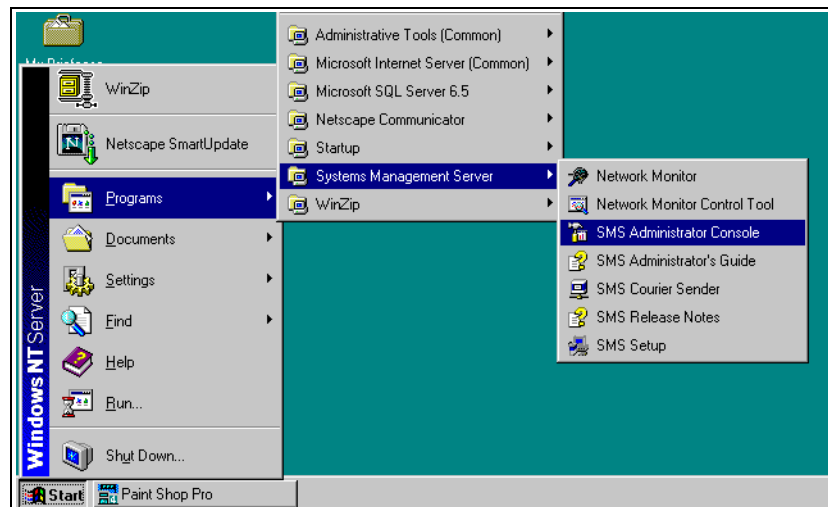 My Briefcase
WinZip
Netscape SmartUpdate
Programs
Documents
Settings
Find
Help
Run...
Shut Down...
Windows NT Server
Start
Paint Shop Pro
Administrative Tools (Common)
Microsoft Internet Server (Common)
Microsoft SQL Server 6.5
Netscape Communicator
Startup
Systems Management Server
WinZip
Network Monitor
Network Monitor Control Tool
SMS Administrator Console
SMS Administrator's Guide
SMS Courier Sender
SMS Release Notes
SMS Setup